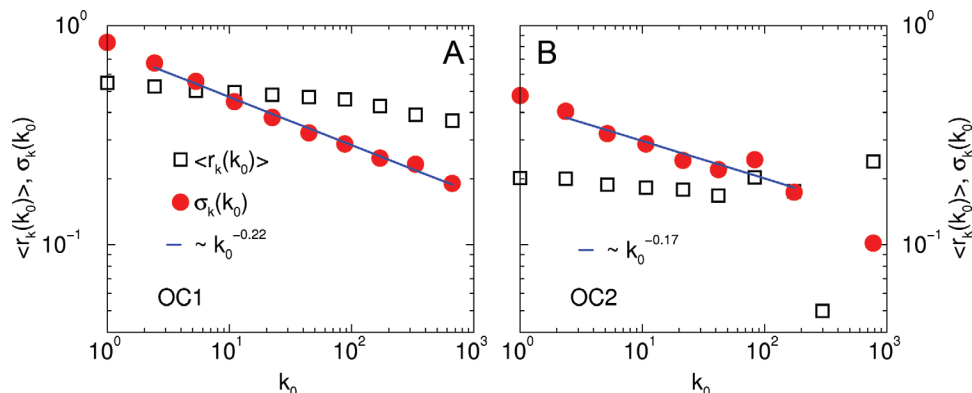 A
B
10^0
10^-1
<r_k(k_0)>, σ_k(k_0)
<r_k(k_0)>
σ_k(k_0)
~ k_0^-0.22
OC1
10^0 10^1 10^2 10^3
k_0
~ k_0^-0.17
OC2
10^0 10^1 10^2 10^3
k_0
10^0
10^-1
<r_k(k_0)>, σ_k(k_0)